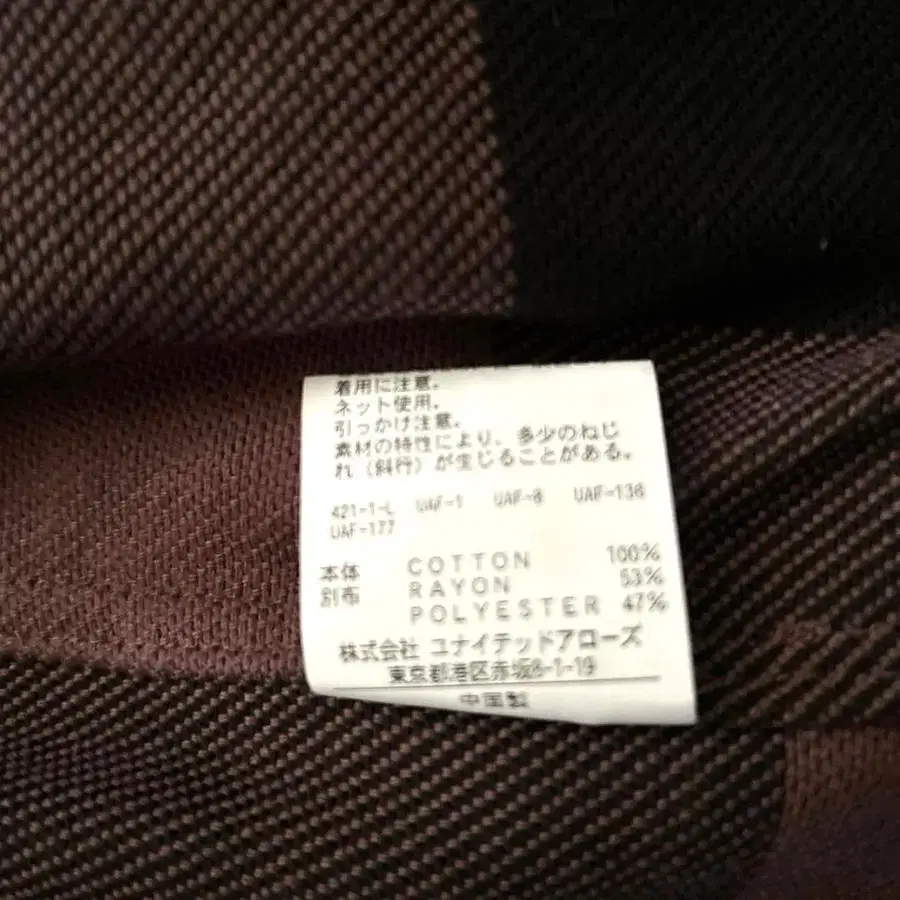 着用に注意。
ネット使用。
引っかけ注意。
素材の特性により、多少のねじ
れ（斜行）が生じることがある。
421-1-L UAF-1 UAF-8 UAF-136
UAF-177
本体 COTTON 100%
別布 RAYON 53%
POLYESTER 47%
株式会社 ユナイテッドアローズ
東京都港区赤坂8-1-19
中国製